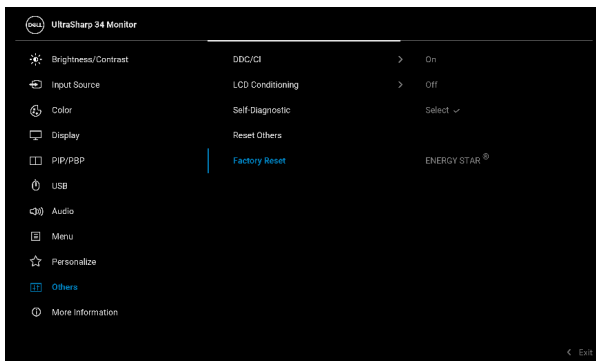 DELL UltraSharp 34 Monitor
Brightness/Contrast DDC/CI > On
Input Source LCD Conditioning > Off
Color Self-Diagnostic Select ✓
Display Reset Others
PIP/PBP Factory Reset ENERGY STAR ®
USB
Audio
Menu
Personalize
Others
More Information
< Exit